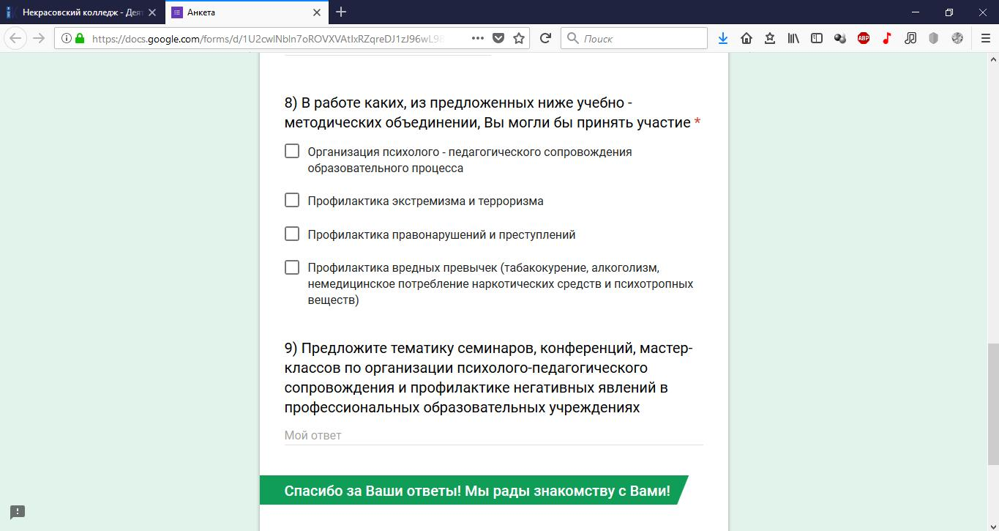 Некрасовский колледж - Деят
Анкета
https://docs.google.com/forms/d/1U2cwlNbln7oROVXVAtIxRZqreDJ1zJ96wL98
Поиск
ABP
8) В работе каких, из предложенных ниже учебно -
методических объединении, Вы могли бы принять участие *
Организация психолого - педагогического сопровождения
образовательного процесса
Профилактика экстремизма и терроризма
Профилактика правонарушений и преступлений
Профилактика вредных превычек (табакокурение, алкоголизм,
немедицинское потребление наркотических средств и психотропных
веществ)
9) Предложите тематику семинаров, конференций, мастер-
классов по организации психолого-педагогического
сопровождения и профилактике негативных явлений в
профессиональных образовательных учреждениях
Мой ответ
Спасибо за Ваши ответы! Мы рады знакомству с Вами!